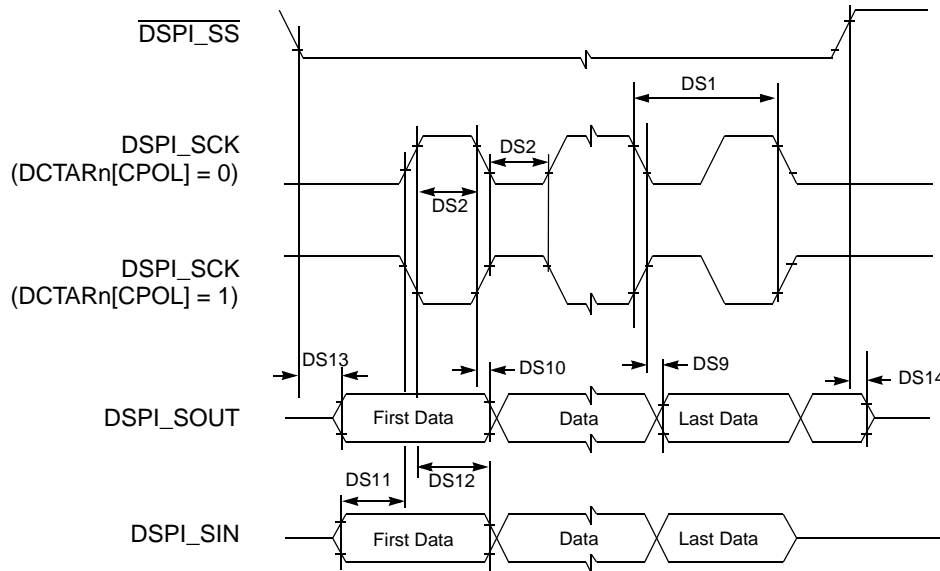 DSPI_SS
DS1
DSPI_SCK
(DCTARn[CPOL] = 0)
DS2
DS2
DSPI_SCK
(DCTARn[CPOL] = 1)
DS13
DS10
DS9
DS14
DSPI_SOUT
First Data
Data
Last Data
DS11
DS12
DSPI_SIN
First Data
Data
Last Data